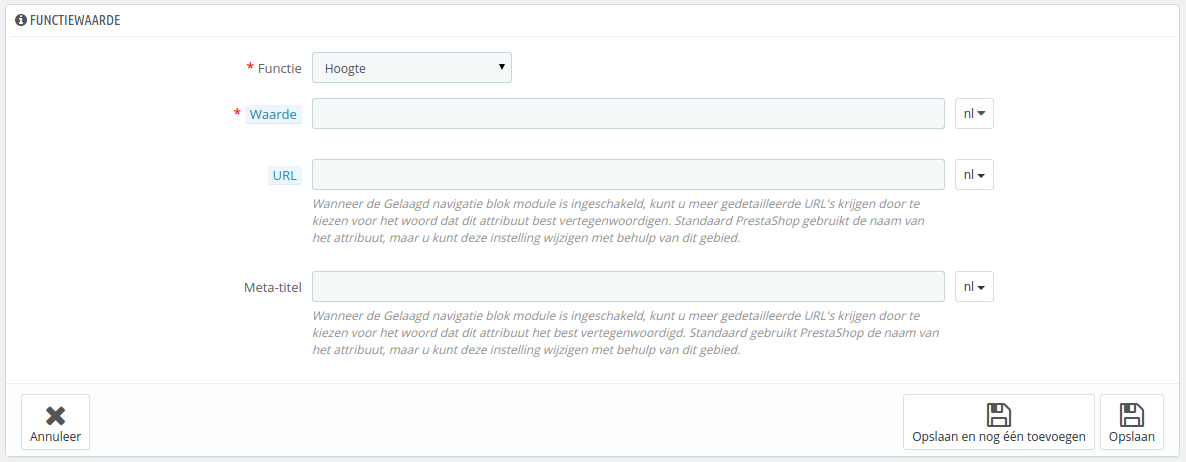 FUNCTIEWAARDE
* Functie Hoogte
* Waarde nl
URL nl
Wanneer de Gelaagd navigatie blok module is ingeschakeld, kunt u meer gedetailleerde URL's krijgen door te
kiezen voor het woord dat dit attribuut best vertegenwoordigen. Standaard PrestaShop gebruikt de naam van
het attribuut, maar u kunt deze instelling wijzigen met behulp van dit gebied.
Meta-titel nl
Wanneer de Gelaagd navigatie blok module is ingeschakeld, kunt u meer gedetailleerde URL's krijgen door te
kiezen voor het woord dat dit attribuut het best vertegenwoordigd. Standaard gebruikt PrestaShop de naam van
het attribuut, maar u kunt deze instelling wijzigen met behulp van dit gebied.
Annuleer Opslaan en nog één toevoegen Opslaan